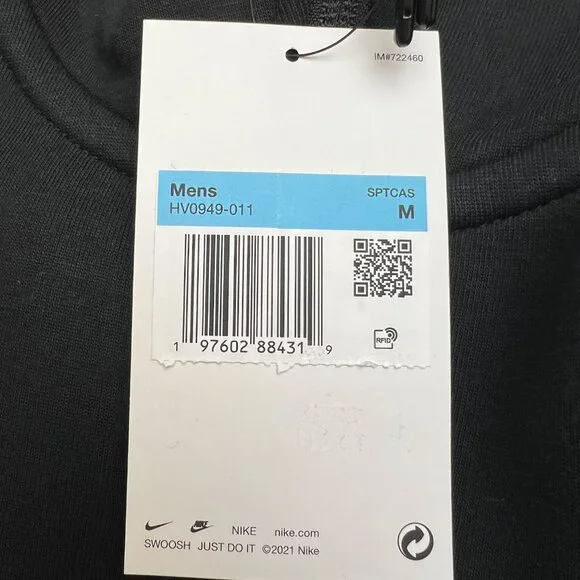 IM#722460
Mens SPTCAS
HV0949-011 M
RFID
1 97602 88431 9
NIKE nike.com
SWOOSH JUST DO IT ©2021 Nike